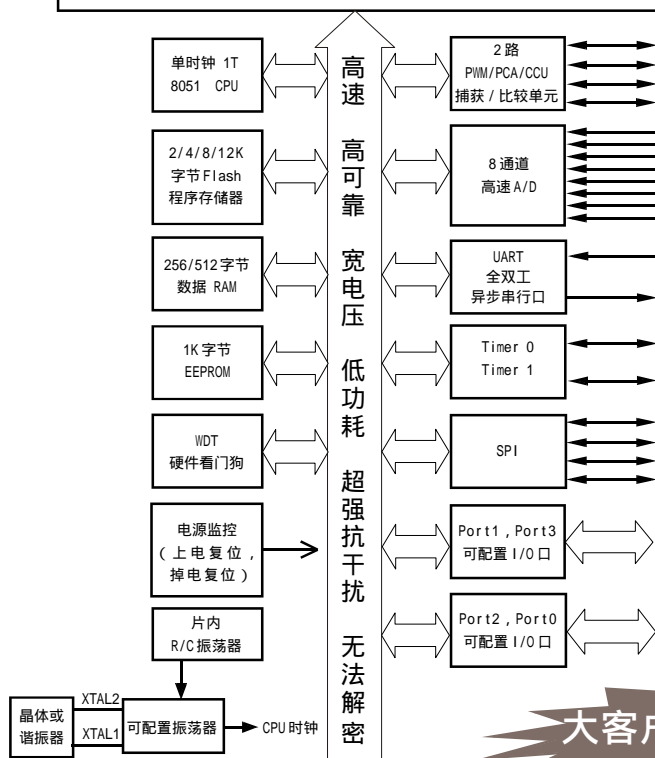 单时钟 1T
8051 CPU
2/4/8/12K
字节Flash
程序存储器
256/512字节
数据 RAM
1K字节
EEPROM
WDT
硬件看门狗
电源监控
(上电复位,
掉电复位)
片内
R/C振荡器
晶体或
谐振器
XTAL2
XTAL1
可配置振荡器
CPU时钟
高速 高可靠 宽电压 低功耗 超强抗干扰 无法解密
2路
PWM/PCA/CCU
捕获/比较单元
8通道
高速A/D
UART
全双工
异步串行口
Timer 0
Timer 1
SPI
Port1,Port3
可配置I/O口
Port2,Port0
可配置I/O口
大客户